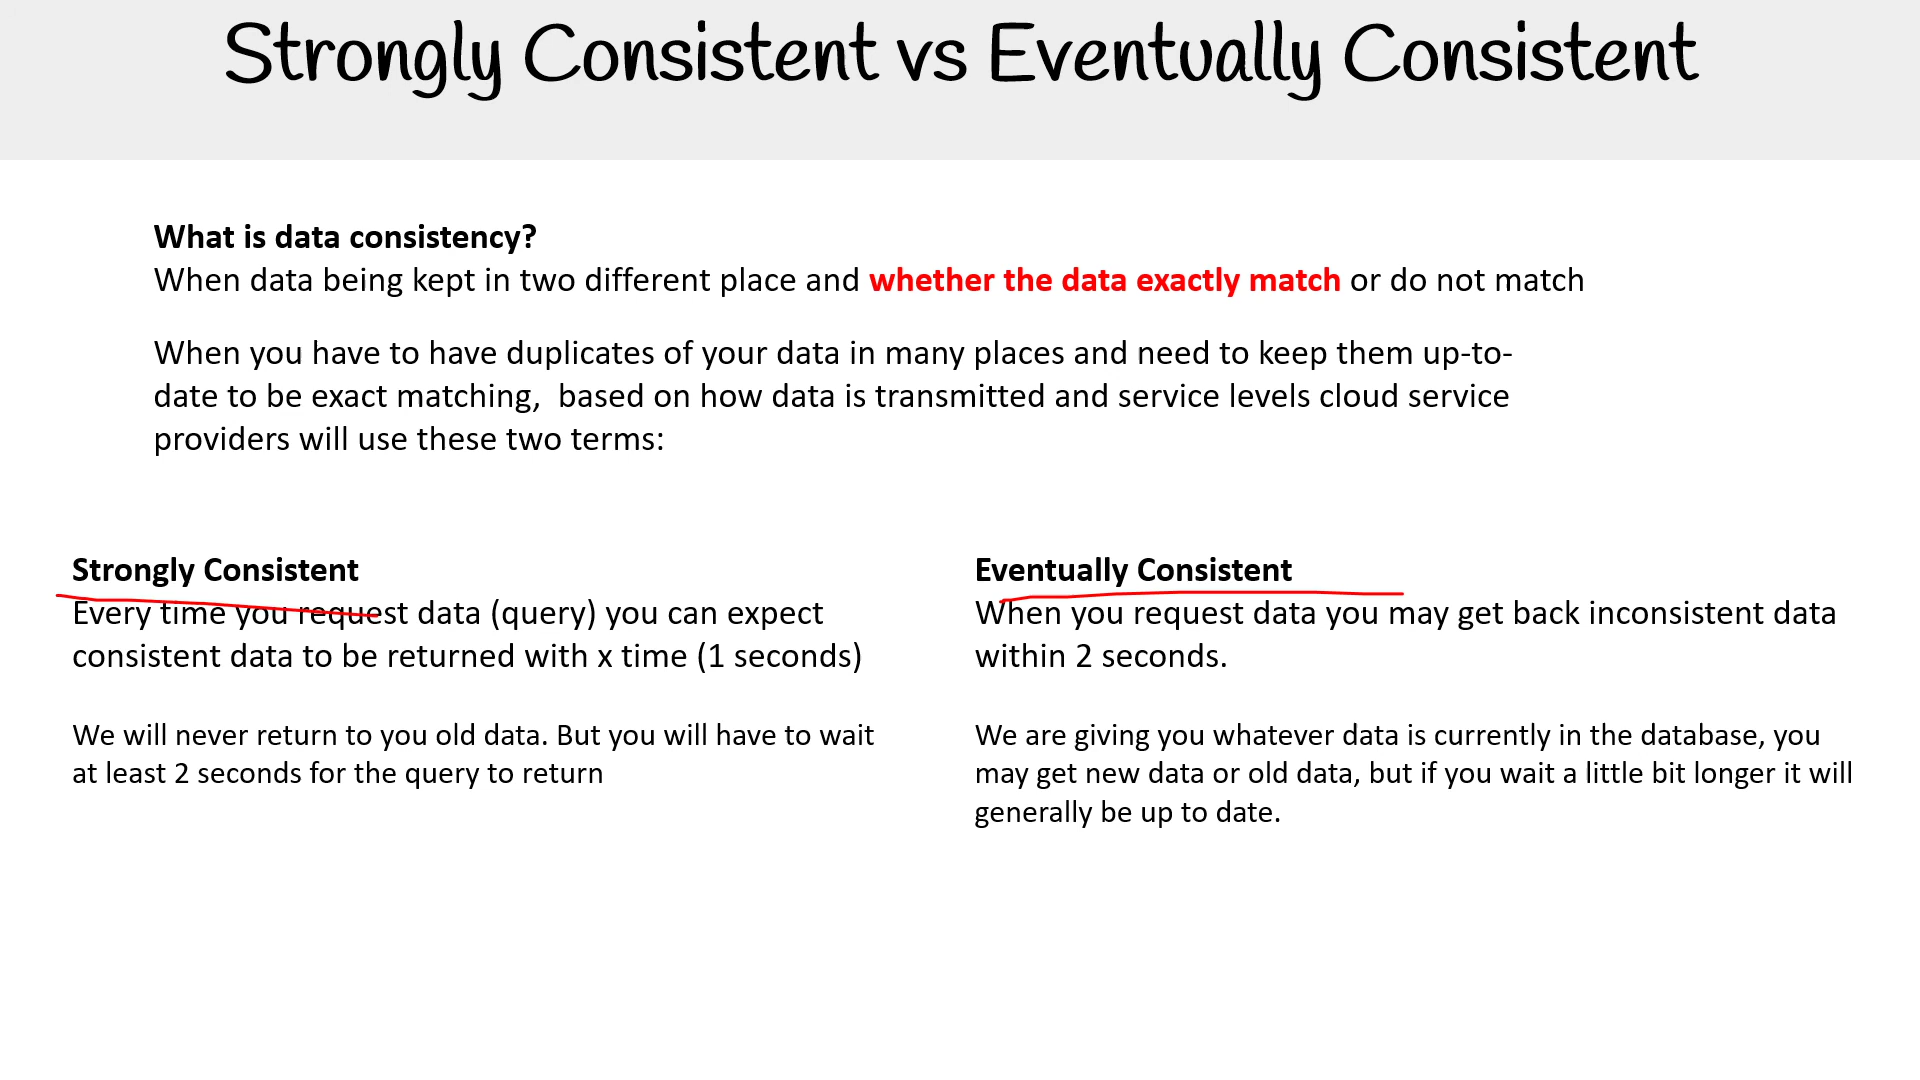 Strongly Consistent vs Eventually Consistent
What is data consistency?
When data being kept in two different place and whether the data exactly match or do not match
When you have to have duplicates of your data in many places and need to keep them up-to-
date to be exact matching,  based on how data is transmitted and service levels cloud service
providers will use these two terms:
Strongly Consistent
Every time you request data (query) you can expect
consistent data to be returned with x time (1 seconds)
We will never return to you old data. But you will have to wait
at least 2 seconds for the query to return
Eventually Consistent
When you request data you may get back inconsistent data
within 2 seconds.
We are giving you whatever data is currently in the database, you
may get new data or old data, but if you wait a little bit longer it will
generally be up to date.